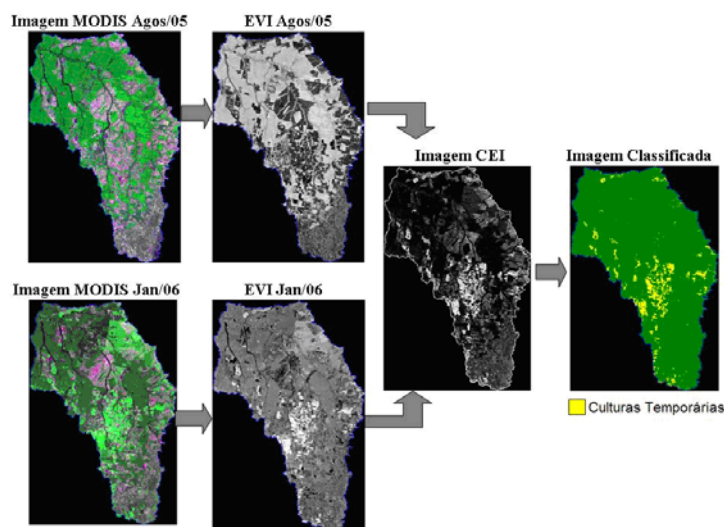 Imagem MODIS Agos/05
EVI Agos/05
Imagem CEI
Imagem Classificada
Imagem MODIS Jan/06
EVI Jan/06
Culturas Temporárias